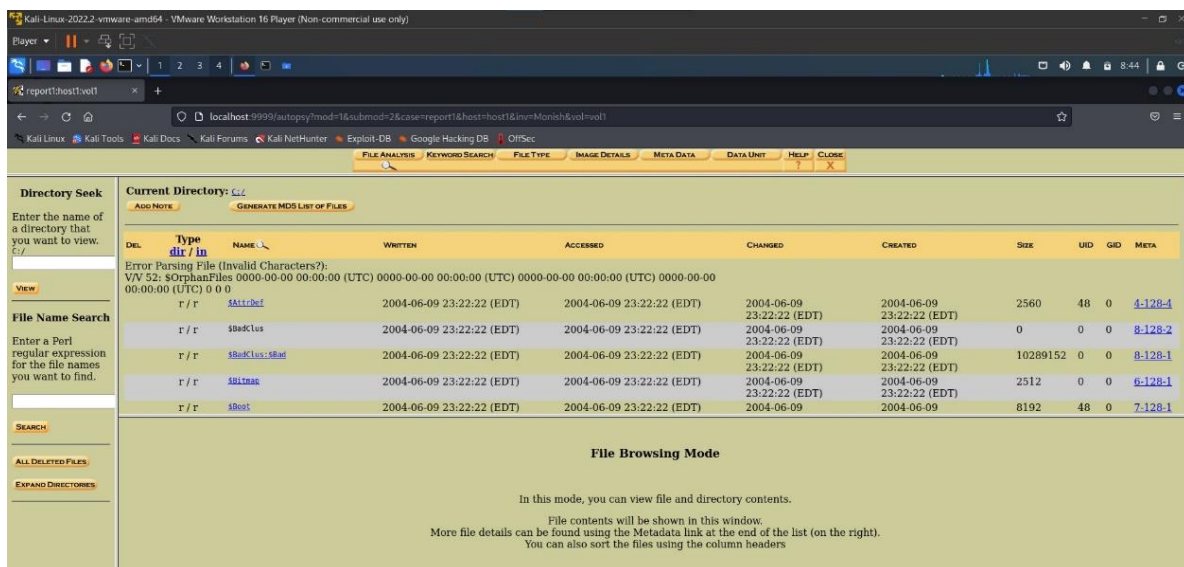 Kali-Linux-2022.2-vmware-amd64 - VMware Workstation 16 Player (Non-commercial use only)
Player
1 2 3 4
8:44
report1:host1:vol1
localhost:9999/autopsy?mod=1&submod=2&case=report1&host=host1&inv=Monish&vol=vol1
Kali Linux Kali Tools Kali Docs Kali Forums Kali NetHunter Exploit-DB Google Hacking DB OffSec
FILE ANALYSIS KEYWORD SEARCH FILE TYPE IMAGE DETAILS META DATA DATA UNIT HELP CLOSE
? X
Directory Seek
Enter the name of
a directory that
you want to view.
C:/
VIEW
File Name Search
Enter a Perl
regular expression
for the file names
you want to find.
SEARCH
ALL DELETED FILES
EXPAND DIRECTORIES
Current Directory: C:/
ADD NOTE GENERATE MD5 LIST OF FILES
DEL Type NAME WRITTEN ACCESSED CHANGED CREATED SIZE UID GID META
dir / in
Error Parsing File (Invalid Characters?):
V/V 52: $OrphanFiles 0000-00-00 00:00:00 (UTC) 0000-00-00 00:00:00 (UTC) 0000-00-00 00:00:00 (UTC) 0000-00-00
00:00:00 (UTC) 0 0 0
r / r $AttrDef 2004-06-09 23:22:22 (EDT) 2004-06-09 23:22:22 (EDT) 2004-06-09 2004-06-09 2560 48 0 4-128-4
23:22:22 (EDT) 23:22:22 (EDT)
r / r $BadClus 2004-06-09 23:22:22 (EDT) 2004-06-09 23:22:22 (EDT) 2004-06-09 2004-06-09 0 0 0 8-128-2
23:22:22 (EDT) 23:22:22 (EDT)
r / r $BadClus:$Bad 2004-06-09 23:22:22 (EDT) 2004-06-09 23:22:22 (EDT) 2004-06-09 2004-06-09 10289152 0 0 8-128-1
23:22:22 (EDT) 23:22:22 (EDT)
r / r $Bitmap 2004-06-09 23:22:22 (EDT) 2004-06-09 23:22:22 (EDT) 2004-06-09 2004-06-09 2512 0 0 6-128-1
23:22:22 (EDT) 23:22:22 (EDT)
r / r $Boot 2004-06-09 23:22:22 (EDT) 2004-06-09 23:22:22 (EDT) 2004-06-09 2004-06-09 8192 48 0 7-128-1
File Browsing Mode
In this mode, you can view file and directory contents.
File contents will be shown in this window.
More file details can be found using the Metadata link at the end of the list (on the right).
You can also sort the files using the column headers